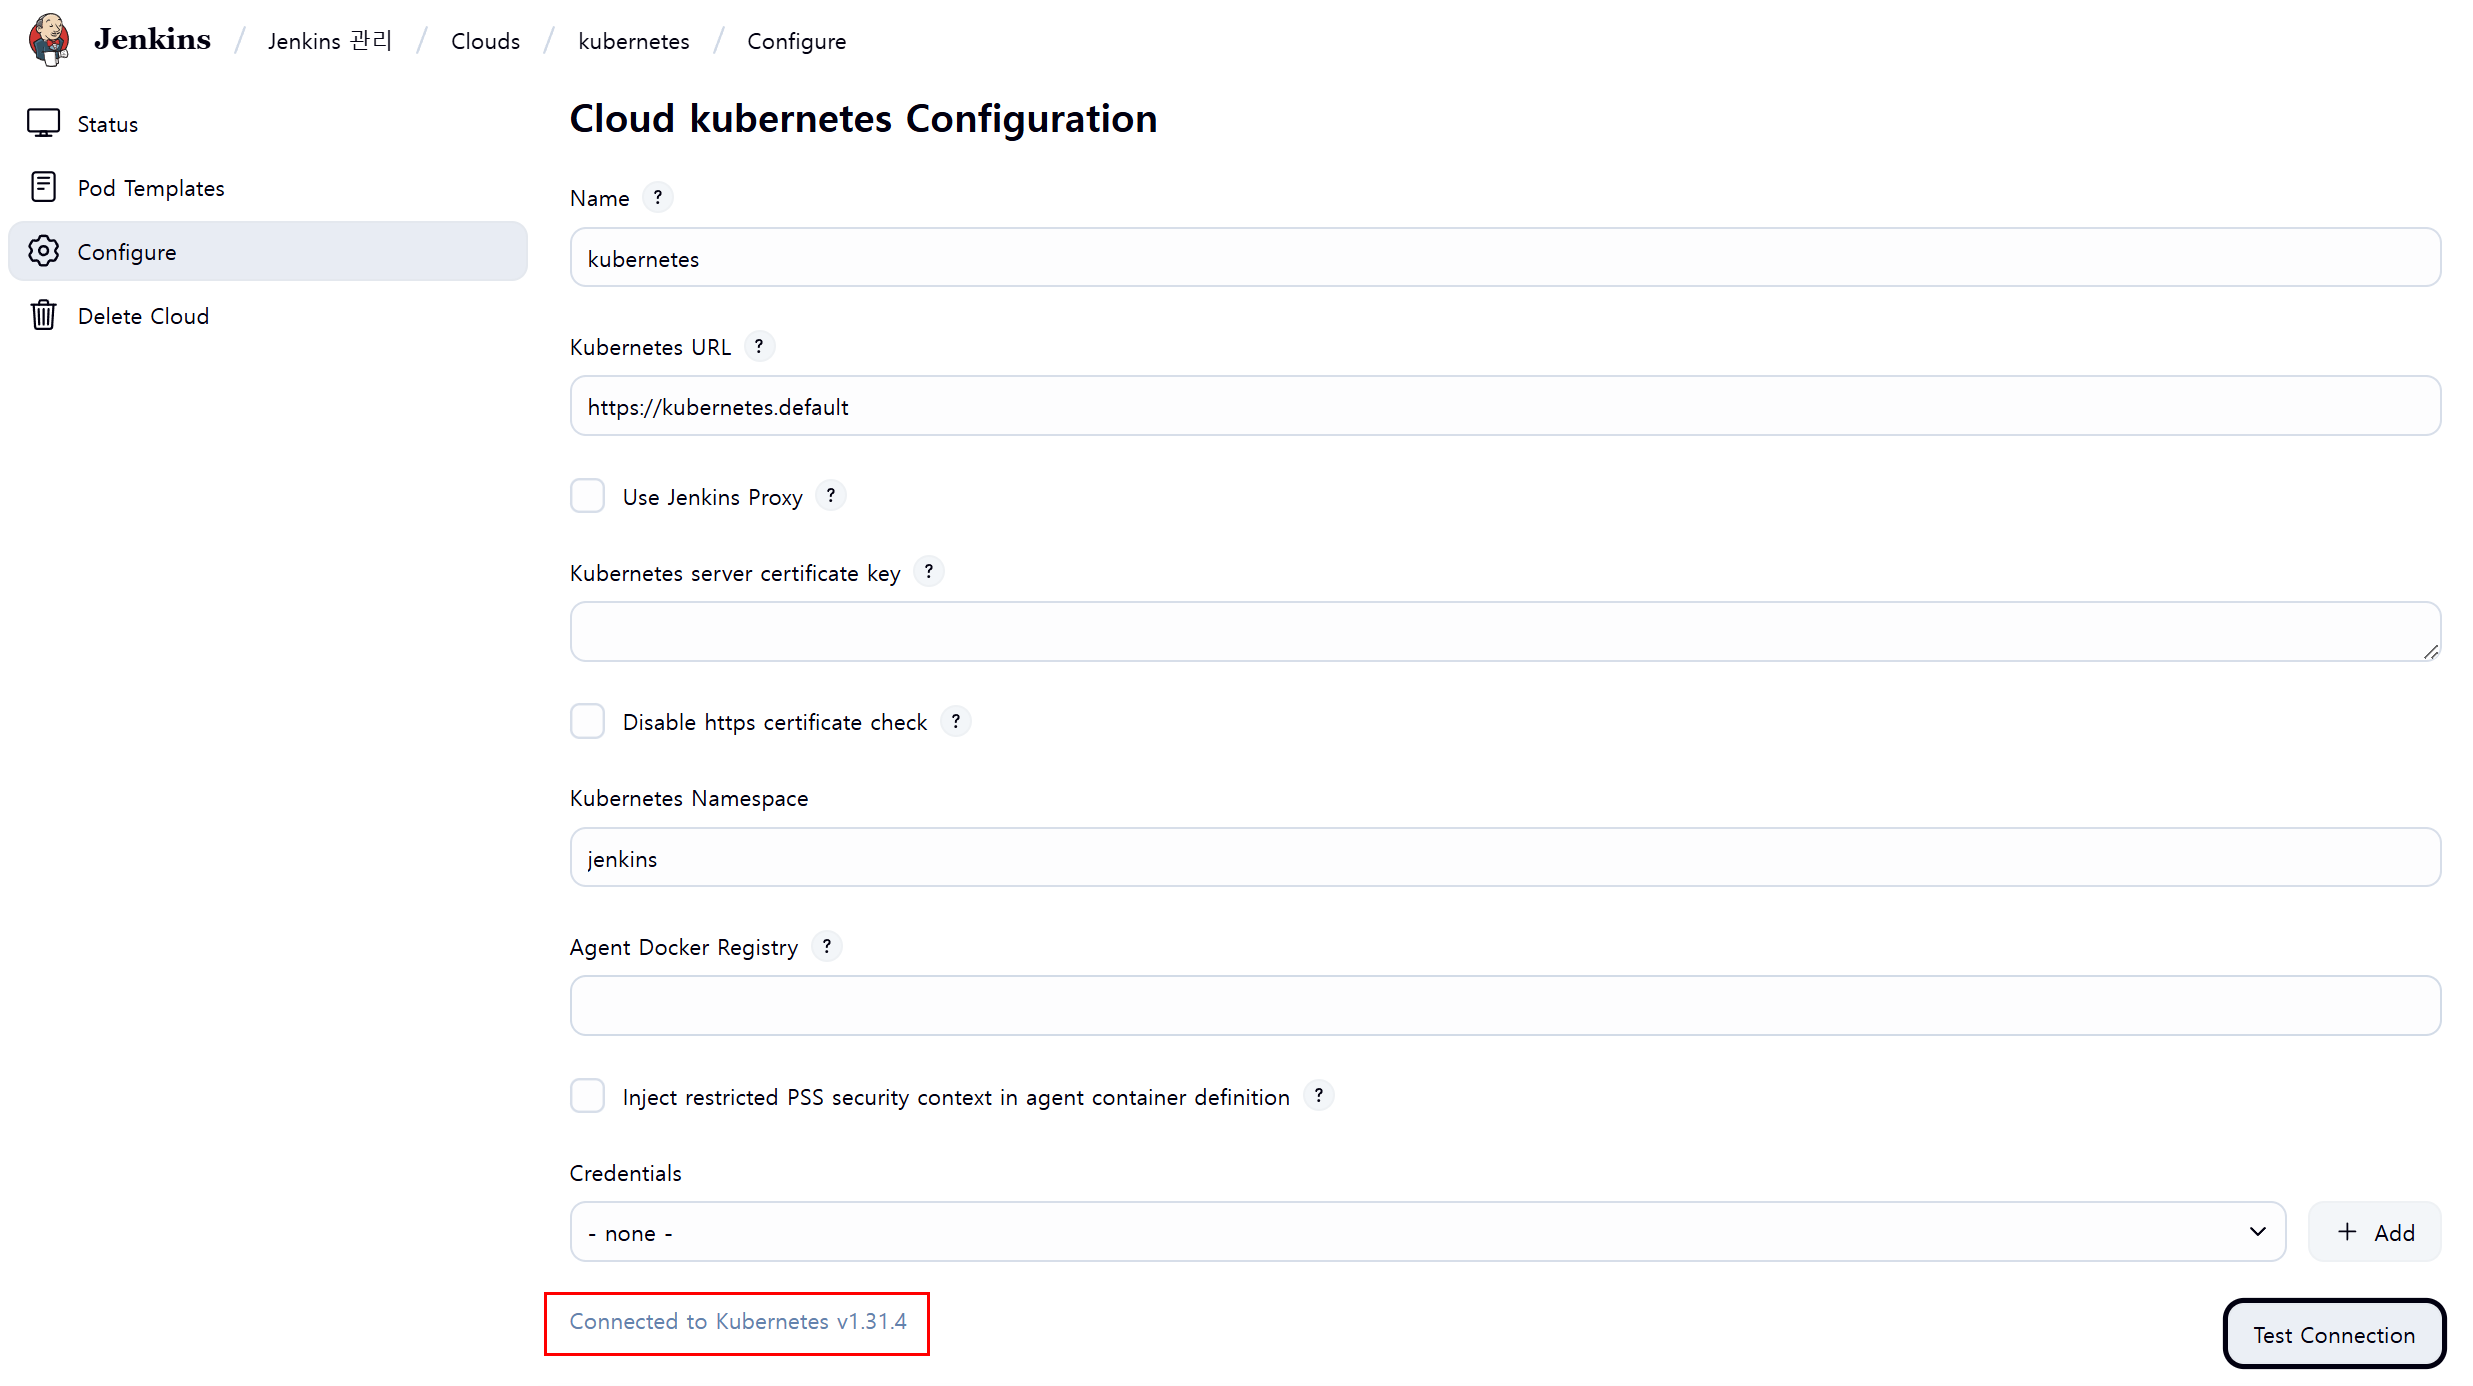 Jenkins / Jenkins 관리 / Clouds / kubernetes / Configure
Status
Pod Templates
Configure
Delete Cloud
Cloud kubernetes Configuration
Name ?
kubernetes
Kubernetes URL ?
https://kubernetes.default
Use Jenkins Proxy ?
Kubernetes server certificate key ?
Disable https certificate check ?
Kubernetes Namespace
jenkins
Agent Docker Registry ?
Inject restricted PSS security context in agent container definition ?
Credentials
- none -
+ Add
Connected to Kubernetes v1.31.4
Test Connection